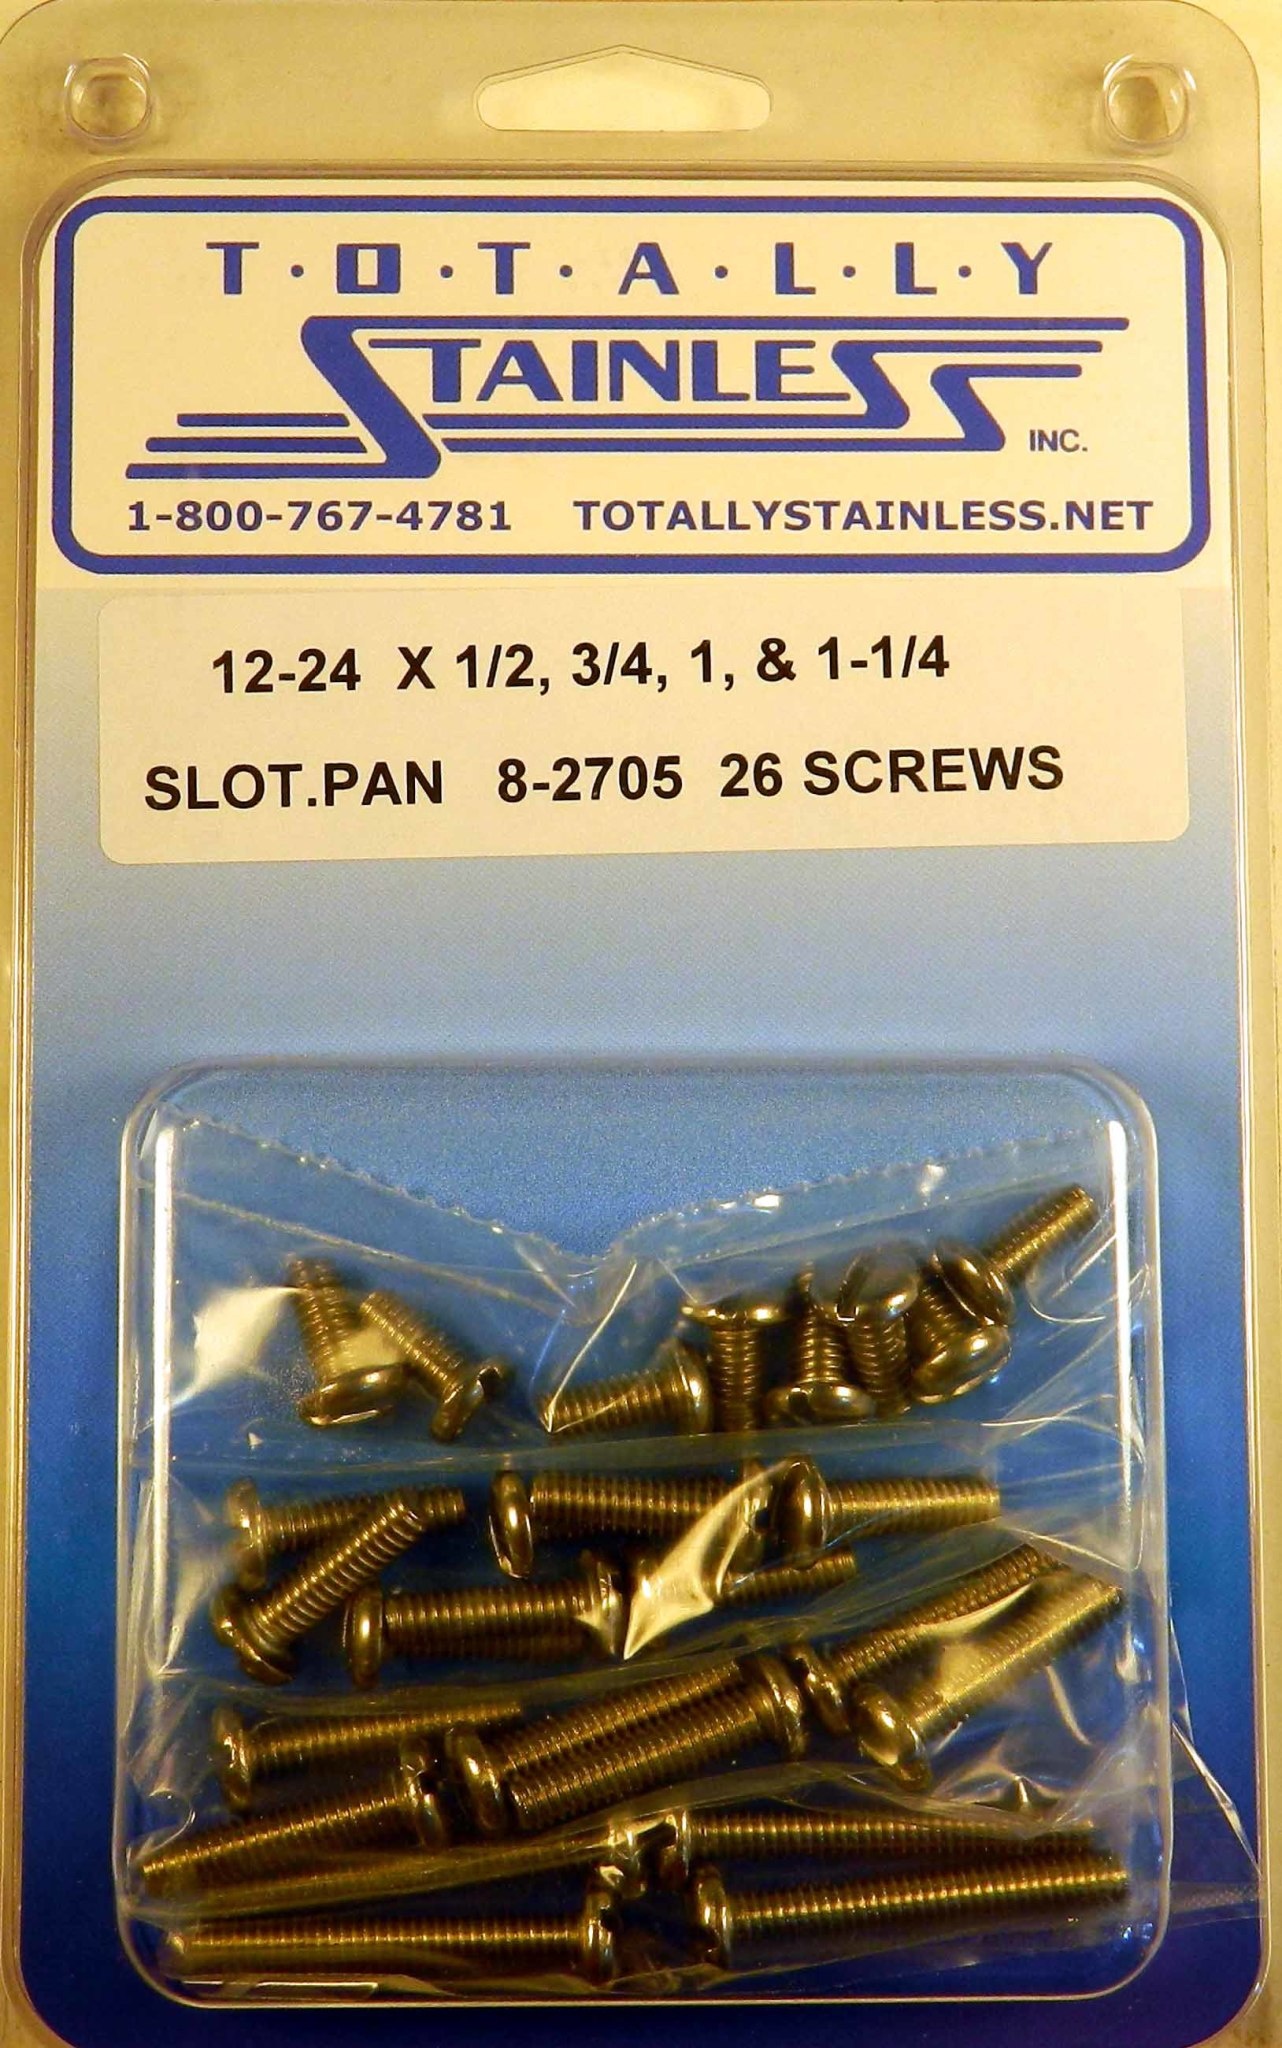 T·O·T·A·L·L·Y
STAINLESS INC.
1-800-767-4781 TOTALLYSTAINLESS.NET
12-24 X 1/2, 3/4, 1, & 1-1/4
SLOT.PAN 8-2705 26 SCREWS